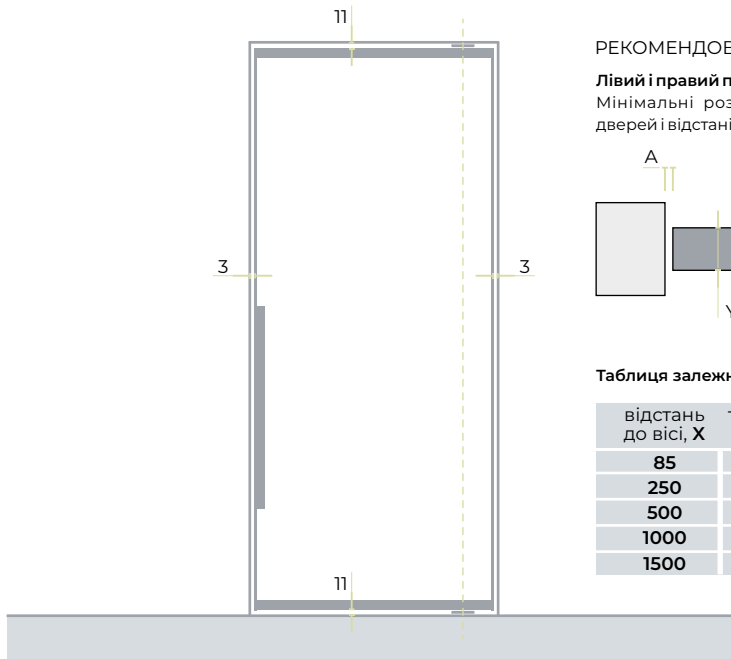 11
3
3
11
РЕКОМЕНДОВ
Лівий і правий п
Мінімальні роз
дверей і відстані
A
Y
Таблиця залежн
відстань
до вісі, X
85
250
500
1000
1500